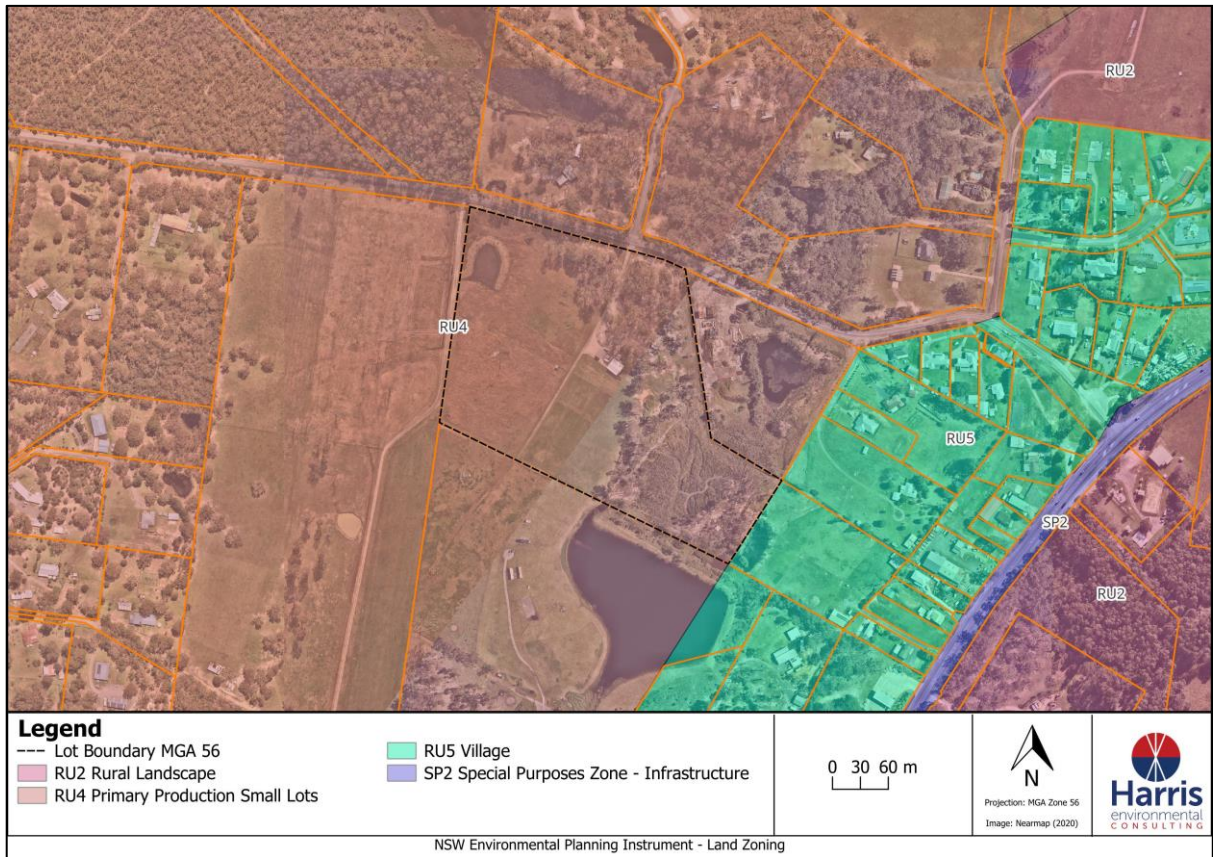 RU2
RU4
RU5
SP2
RU2
Legend
Lot Boundary MGA 56
RU2 Rural Landscape
RU4 Primary Production Small Lots
RU5 Village
SP2 Special Purposes Zone - Infrastructure
0 30 60 m
N
Projection: MGA Zone 56
Image: Nearmap (2020)
Harris
environmental
CONSULTING
NSW Environmental Planning Instrument - Land Zoning